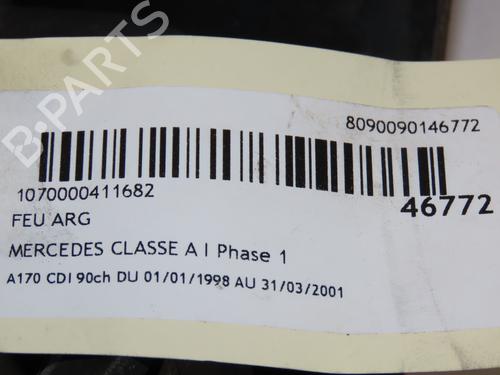 B-PARTS
8090090146772
1070000411682
46772
FEU ARG
MERCEDES CLASSE A I Phase 1
A170 CDI 90ch DU 01/01/1998 AU 31/03/2001